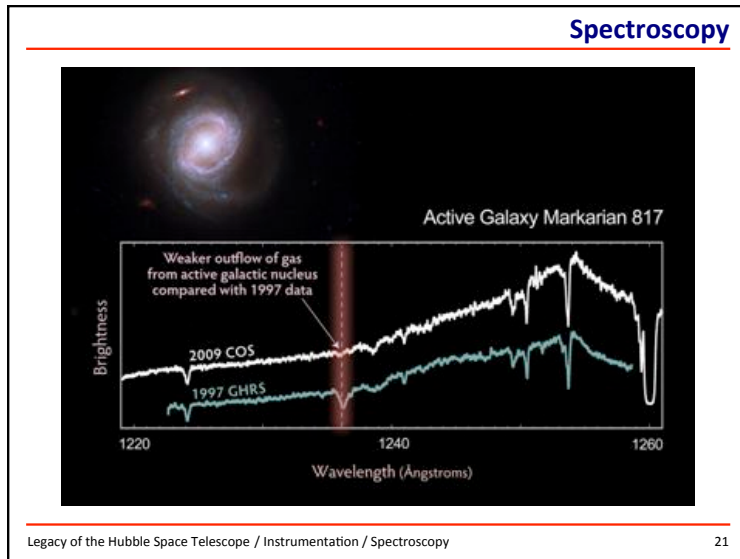 Spectroscopy
Active Galaxy Markarian 817
Weaker outflow of gas
from active galactic nucleus
compared with 1997 data
Brightness
2009 COS
1997 GHRS
1220 1240 1260
Wavelength (Ångstroms)
Legacy of the Hubble Space Telescope / Instrumentation / Spectroscopy 21